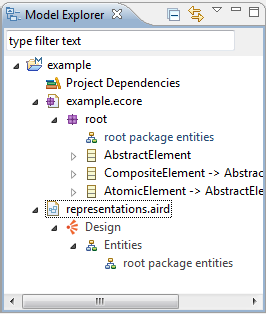 Model Explorer
type filter text
example
Project Dependencies
example.ecore
root
root package entities
AbstractElement
CompositeElement -> Abstrac
AtomicElement -> AbstractEle
representations.aird
Design
Entities
root package entities